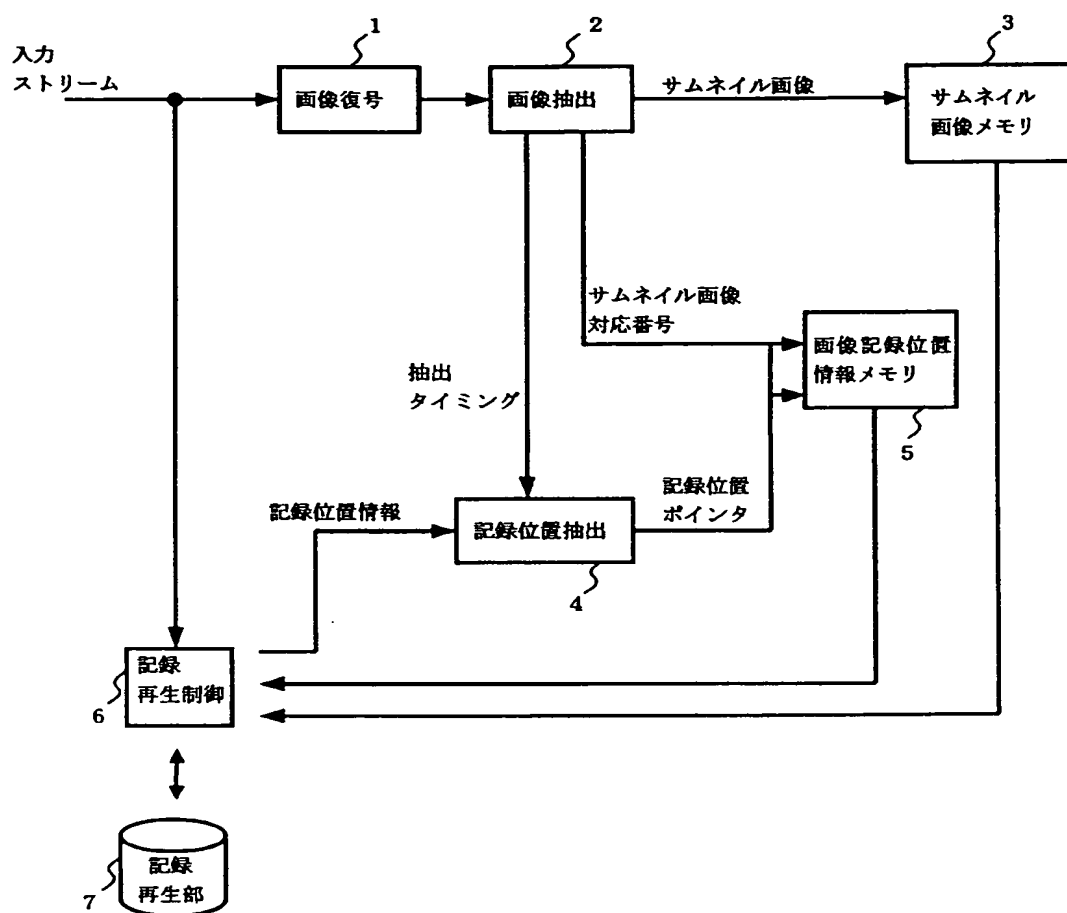 1
2
3
入力
ストリーム
画像復号
画像抽出
サムネイル画像
サムネイル
画像メモリ
サムネイル画像
対応番号
画像記録位置
情報メモリ
抽出
タイミング
5
記録位置情報
記録位置抽出
記録位置
ポインタ
4
記録
再生制御
6
記録
再生部
7